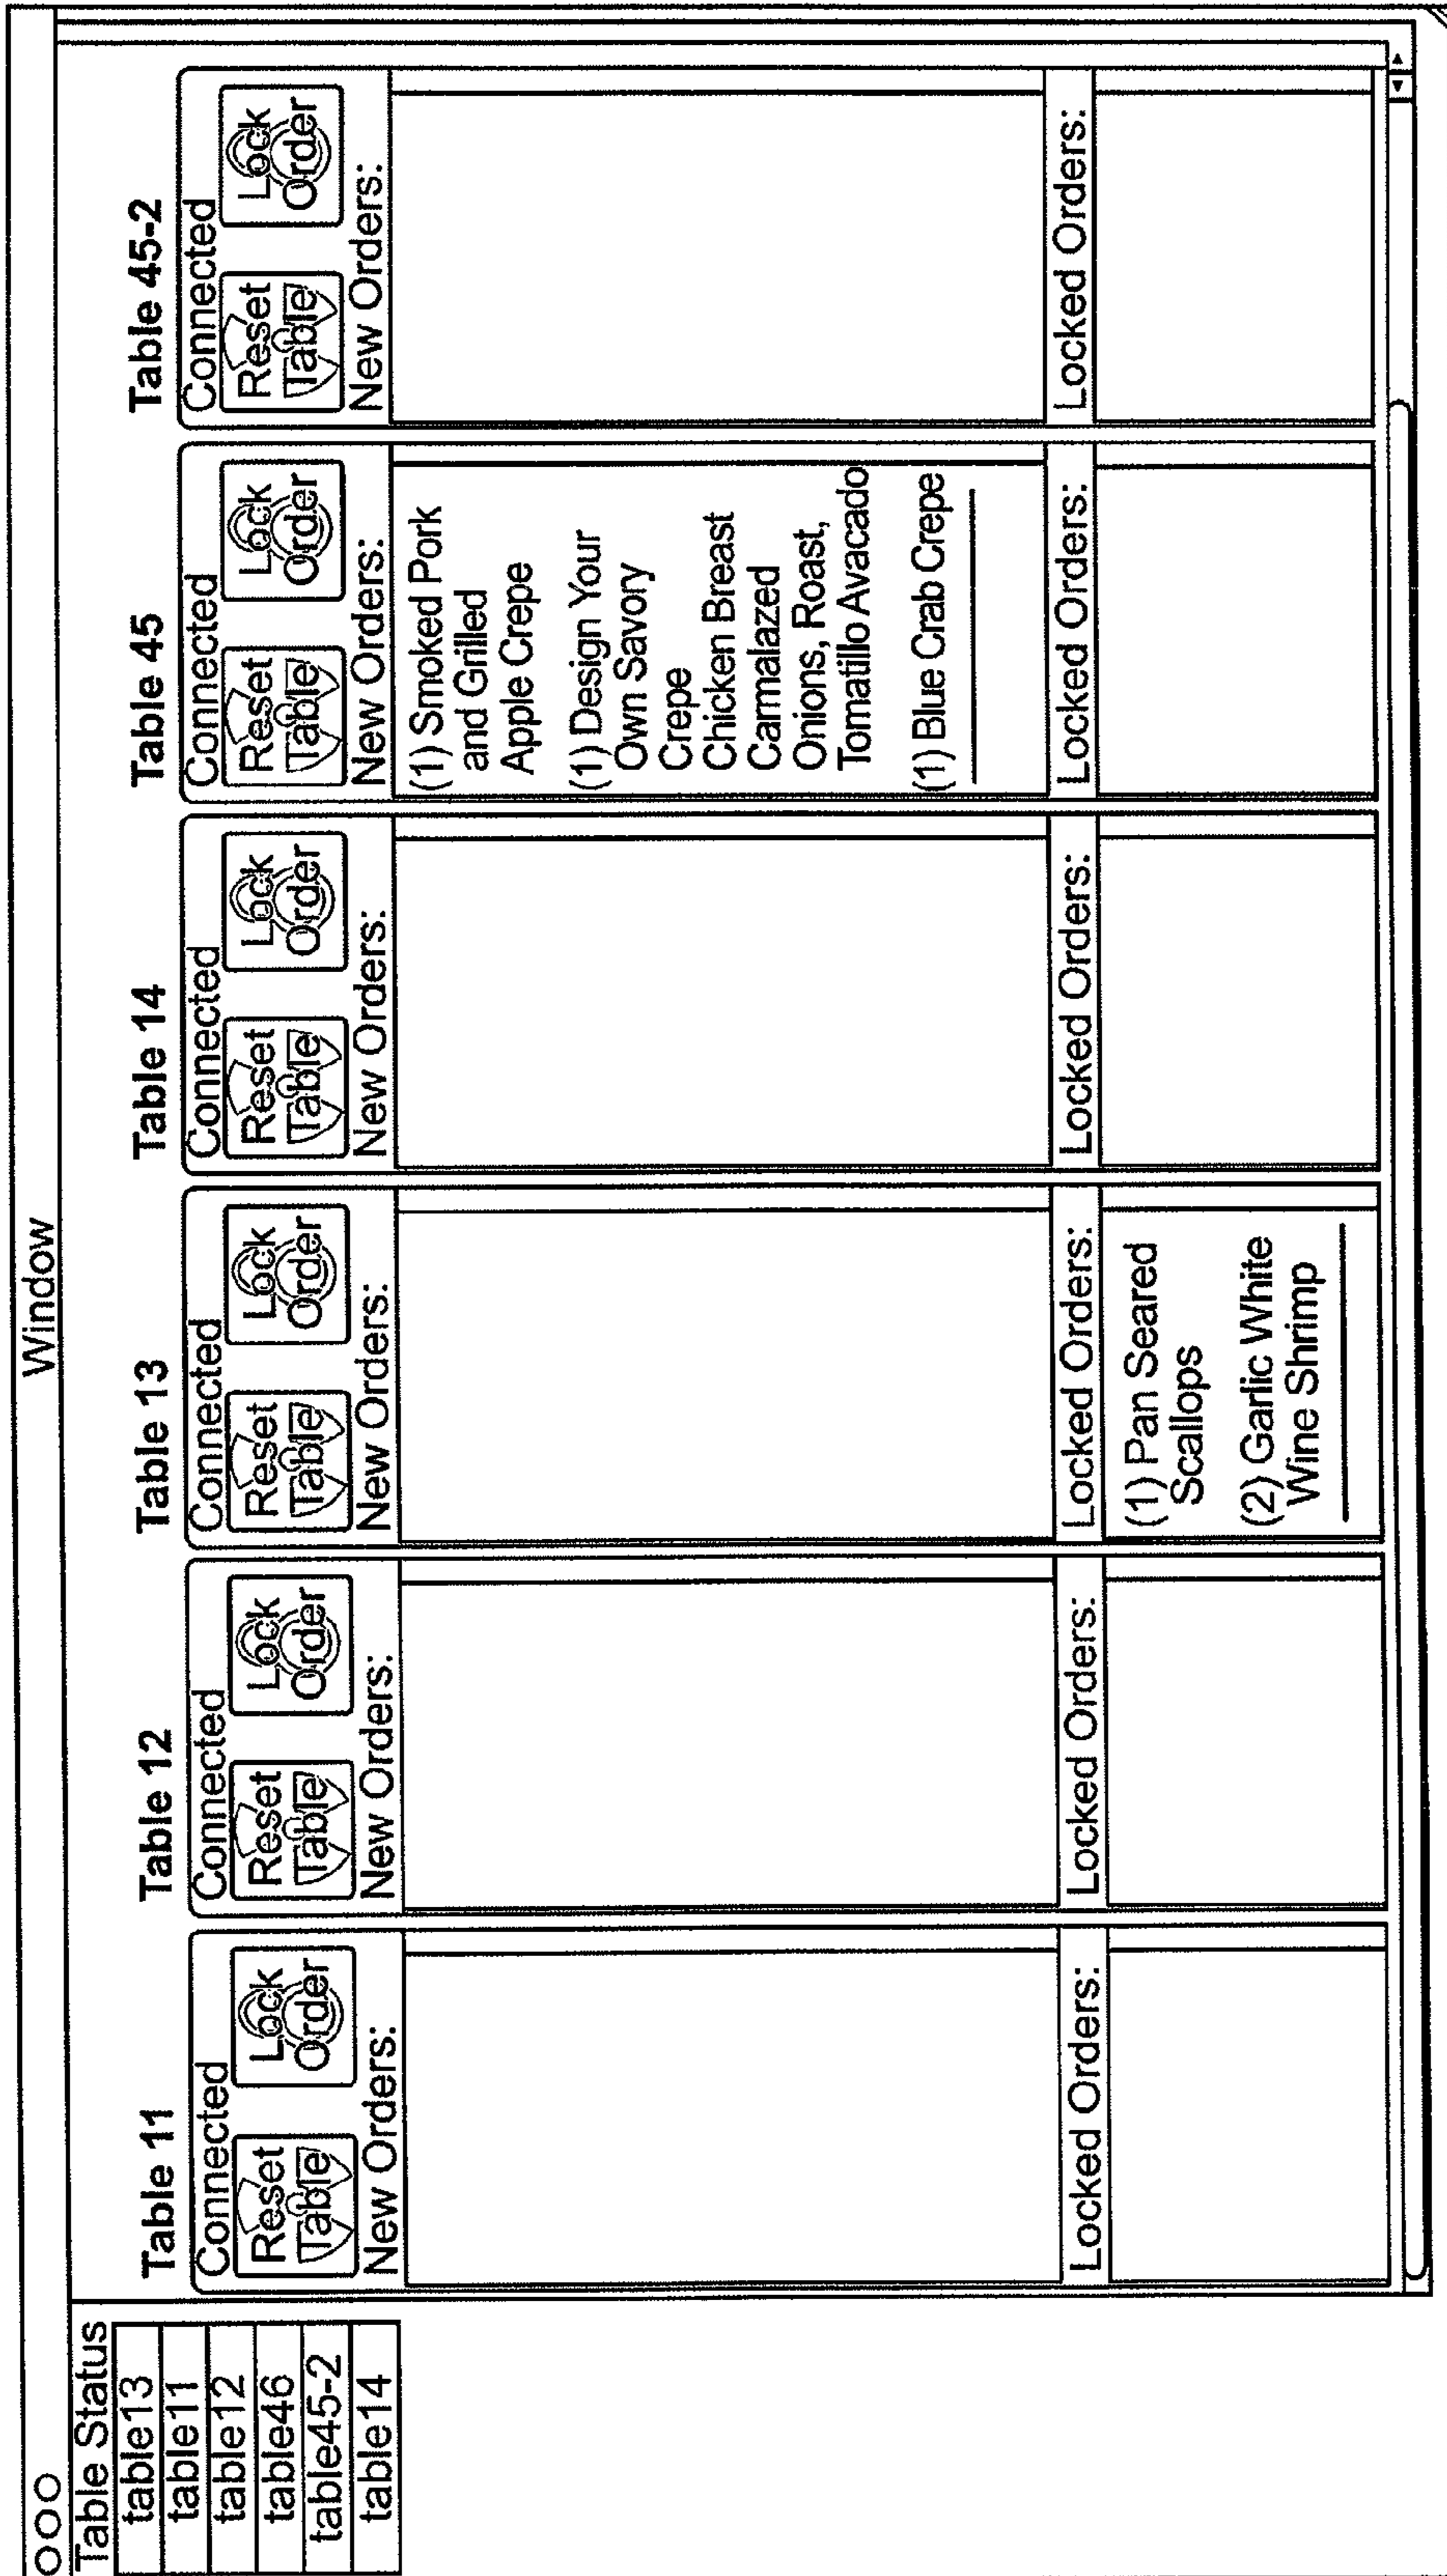 Window
Table Status
table13
table11
table12
table46
table45-2
table14
Table 11
Connected
Reset
Table
Lock
Order
New Orders:
Locked Orders:
Table 12
Connected
Reset
Table
Lock
Order
New Orders:
Locked Orders:
Table 13
Connected
Reset
Table
Lock
Order
New Orders:
Locked Orders:
(1) Pan Seared
Scallops
(2) Garlic White
Wine Shrimp
Table 14
Connected
Reset
Table
Lock
Order
New Orders:
Locked Orders:
Table 45
Connected
Reset
Table
Lock
Order
New Orders:
(1) Smoked Pork
and Grilled
Apple Crepe
(1) Design Your
Own Savory
Crepe
Chicken Breast
Carmalazed
Onions, Roast,
Tomatillo Avacado
(1) Blue Crab Crepe
Locked Orders:
Table 45-2
Connected
Reset
Table
Lock
Order
New Orders:
Locked Orders: